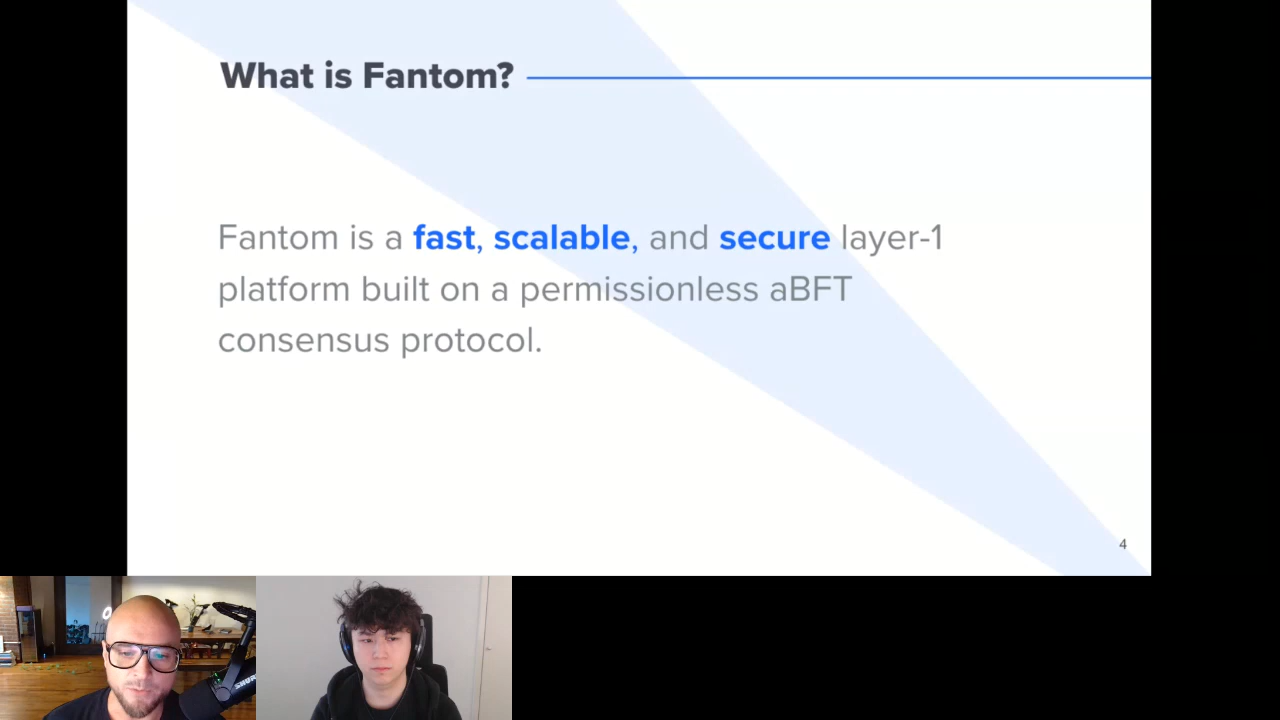 What is Fantom?
Fantom is a fast, scalable, and secure layer-1
platform built on a permissionless aBFT
consensus protocol.
4
SHURE